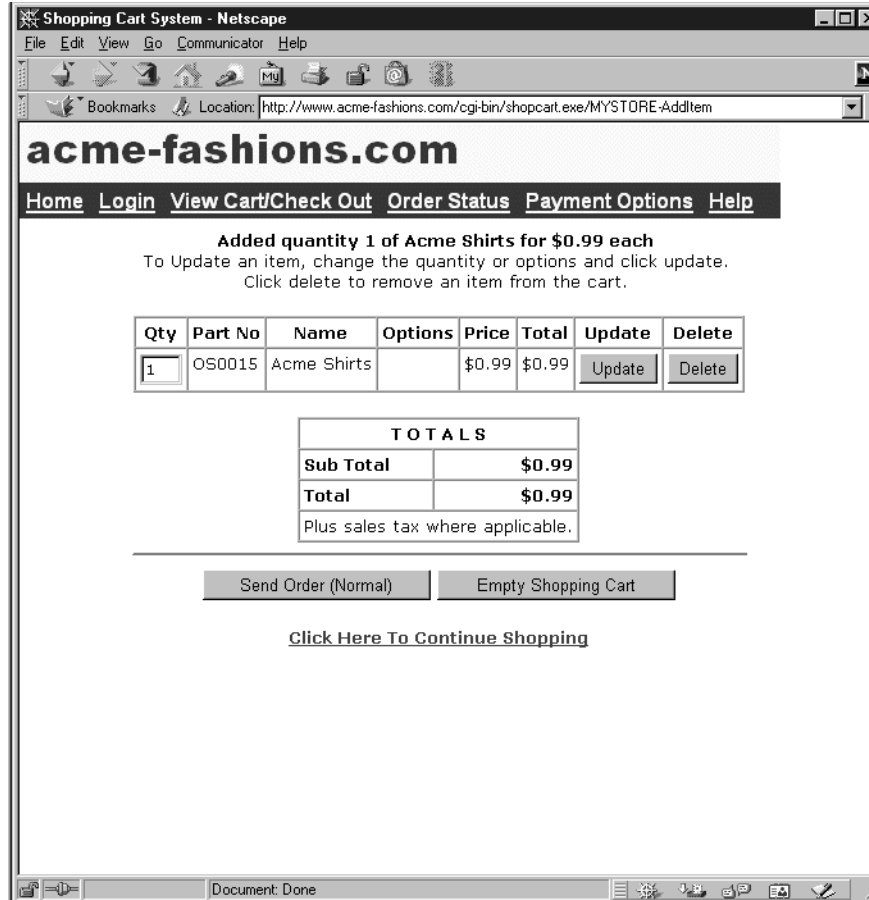 Shopping Cart System - Netscape
File Edit View Go Communicator Help
My
Bookmarks Location: http://www.acme-fashions.com/cgi-bin/shopcart.exe/MYSTORE-AddItem
acme-fashions.com
Home Login View Cart/Check Out Order Status Payment Options Help
Added quantity 1 of Acme Shirts for $0.99 each
To Update an item, change the quantity or options and click update.
Click delete to remove an item from the cart.
Qty Part No Name Options Price Total Update Delete
1 OS0015 Acme Shirts $0.99 $0.99 Update Delete
T O T A L S
Sub Total $0.99
Total $0.99
Plus sales tax where applicable.
Send Order (Normal) Empty Shopping Cart
Click Here To Continue Shopping
Document: Done